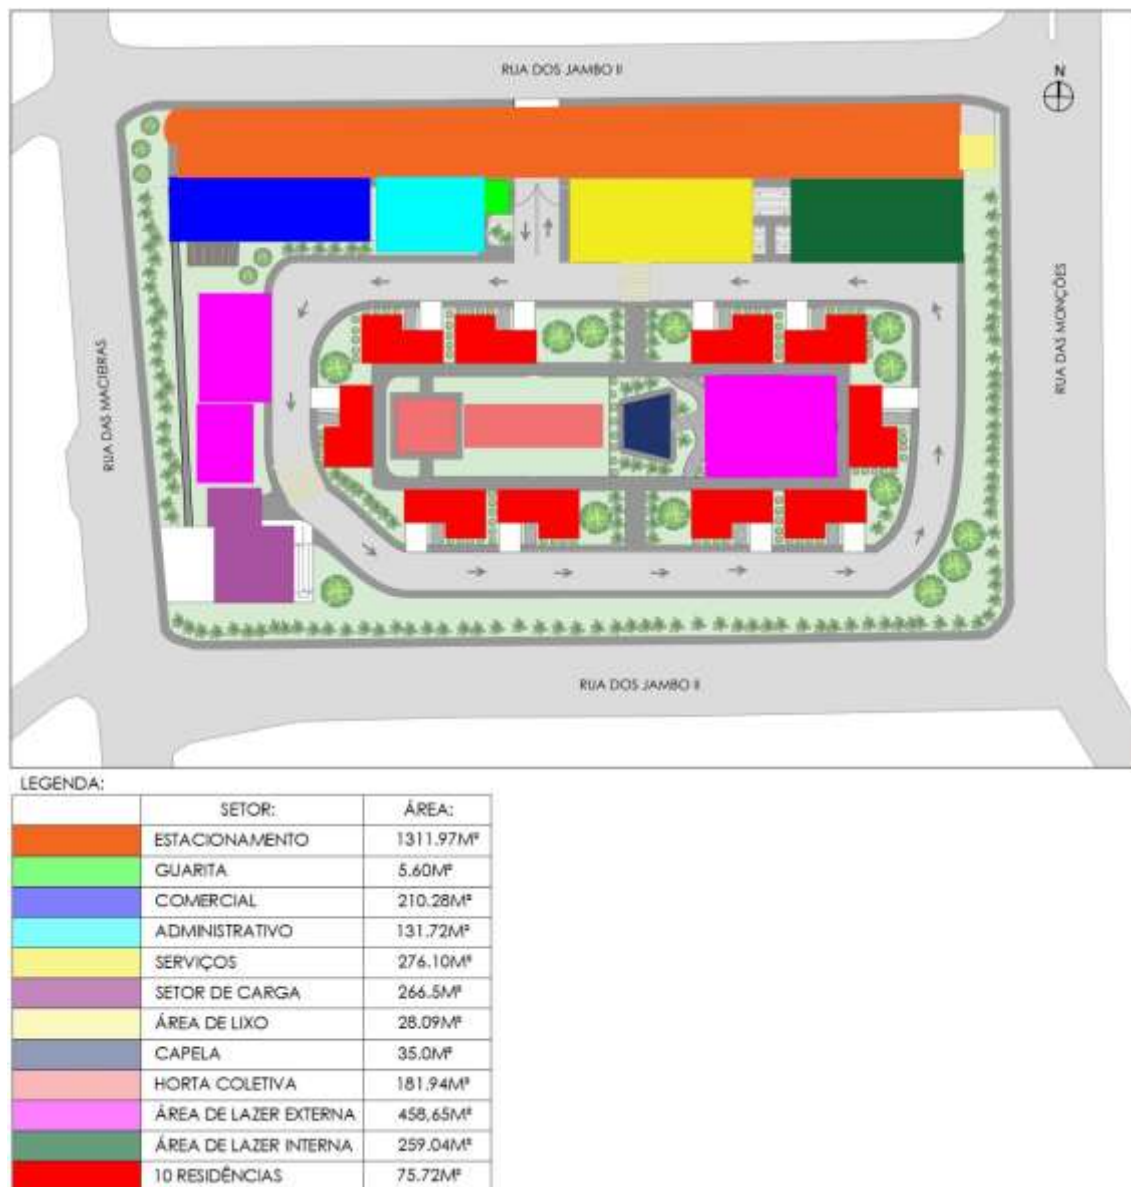 RUA DOS JAMBO II
N
RUA DAS MACIEIRAS
RUA DAS MONÇÕES
RUA DOS JAMBO II
LEGENDA:
SETOR: ÁREA:
ESTACIONAMENTO 1311.97M²
GUARITA 5.60M²
COMERCIAL 210.28M²
ADMINISTRATIVO 131.72M²
SERVIÇOS 276.10M²
SETOR DE CARGA 266.5M²
ÁREA DE LIXO 28.09M²
CAPELA 35.0M²
HORTA COLETIVA 181.94M²
ÁREA DE LAZER EXTERNA 458,65M²
ÁREA DE LAZER INTERNA 259.04M²
10 RESIDÊNCIAS 75.72M²